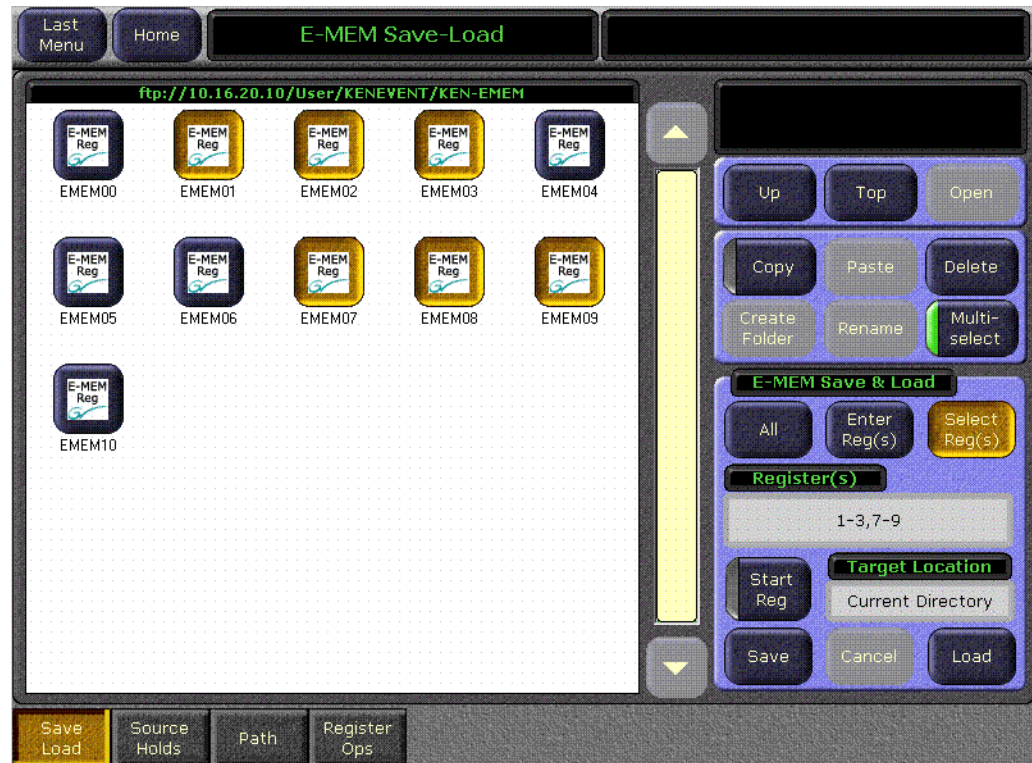 Last
Menu
Home
E-MEM Save-Load
ftp://10.16.20.10/User/KENEVENT/KEN-EMEM
E-MEM
Reg
E-MEM
Reg
E-MEM
Reg
E-MEM
Reg
E-MEM
Reg
EMEM00
EMEM01
EMEM02
EMEM03
EMEM04
E-MEM
Reg
E-MEM
Reg
E-MEM
Reg
E-MEM
Reg
E-MEM
Reg
EMEM05
EMEM06
EMEM07
EMEM08
EMEM09
E-MEM
Reg
EMEM10
Up
Top
Open
Copy
Paste
Delete
Create
Folder
Rename
Multi-
select
E-MEM Save & Load
All
Enter
Reg(s)
Select
Reg(s)
Register(s)
1-3,7-9
Start
Reg
Target Location
Current Directory
Save
Cancel
Load
Save
Load
Source
Holds
Path
Register
Ops